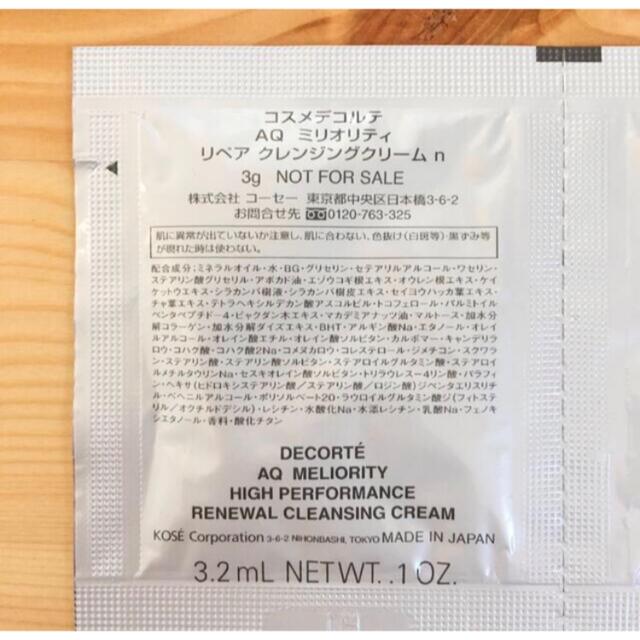 コスメデコルテ
AQ ミリオリティ
リペア クレンジングクリーム n
3g NOT FOR SALE
株式会社 コーセー 東京都中央区日本橋3-6-2
お問合せ先 0120-763-325
肌に異常が出ていないか注意し、肌に合わない、色抜け(白斑等)・黒ずみ等
が現れた時は使わない。
配合成分:ミネラルオイル・水・BG・グリセリン・セテアリルアルコール・ワセリン・
ステアリン酸グリセリル・アボカド油・エゾウコギ根エキス・オウレン根エキス・ケイ
ケットウエキス・シラカンバ樹液・シラカンバ樹皮エキス・セイヨウハッカ葉エキス・
チャ葉エキス・テトラヘキシルデカン酸アスコルビル・トコフェロール・パルミトイル
ペンタペプチド-4・ビャクダン木エキス・マカデミアナッツ油・マルトース・加水分
解コラーゲン・加水分解ダイズエキス・BHT・アルギン酸Na・エタノール・オレイ
ルアルコール・オレイン酸エチル・オレイン酸ソルビタン・カルボマー・キャンデリラ
ロウ・コハク酸・コハク酸2Na・コメヌカロウ・コレステロール・ジメチコン・スクワラ
ン・ステアリン酸・ステアリン酸ソルビタン・ステアロイルグルタミン酸・ステアロイ
ルメチルタウリンNa・セスキオレイン酸ソルビタン・トリラウレス-4リン酸・パラフィ
ン・ヘキサ(ヒドロキシステアリン酸/ステアリン酸/ロジン酸)ジペンタエリスリチ
ル・ベヘニルアルコール・ポリソルベート20・ラウロイルグルタミン酸ジ(フィトステ
リル/オクチルドデシル)・レシチン・水酸化Na・水添レシチン・乳酸Na・フェノキ
シエタノール・香料・酸化チタン
DECORTÉ
AQ MELIORITY
HIGH PERFORMANCE
RENEWAL CLEANSING CREAM
KOSÉ Corporation 3-6-2 NIHONBASHI, TOKYO MADE IN JAPAN
3.2mL NETWT. .1 OZ.